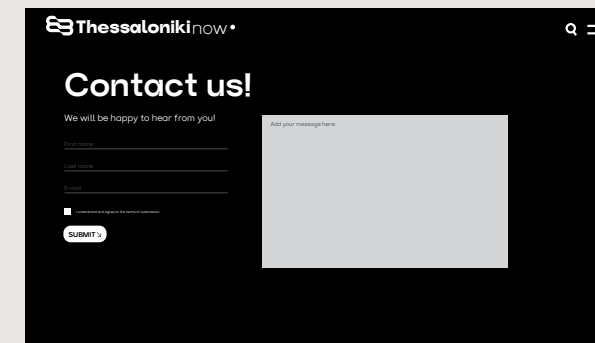 Thessalonikinow
Contact us!
We will be happy to hear from you!
First name
Last name
E-mail
I understand and agree to the terms of submission.
SUBMIT
Add your message here: